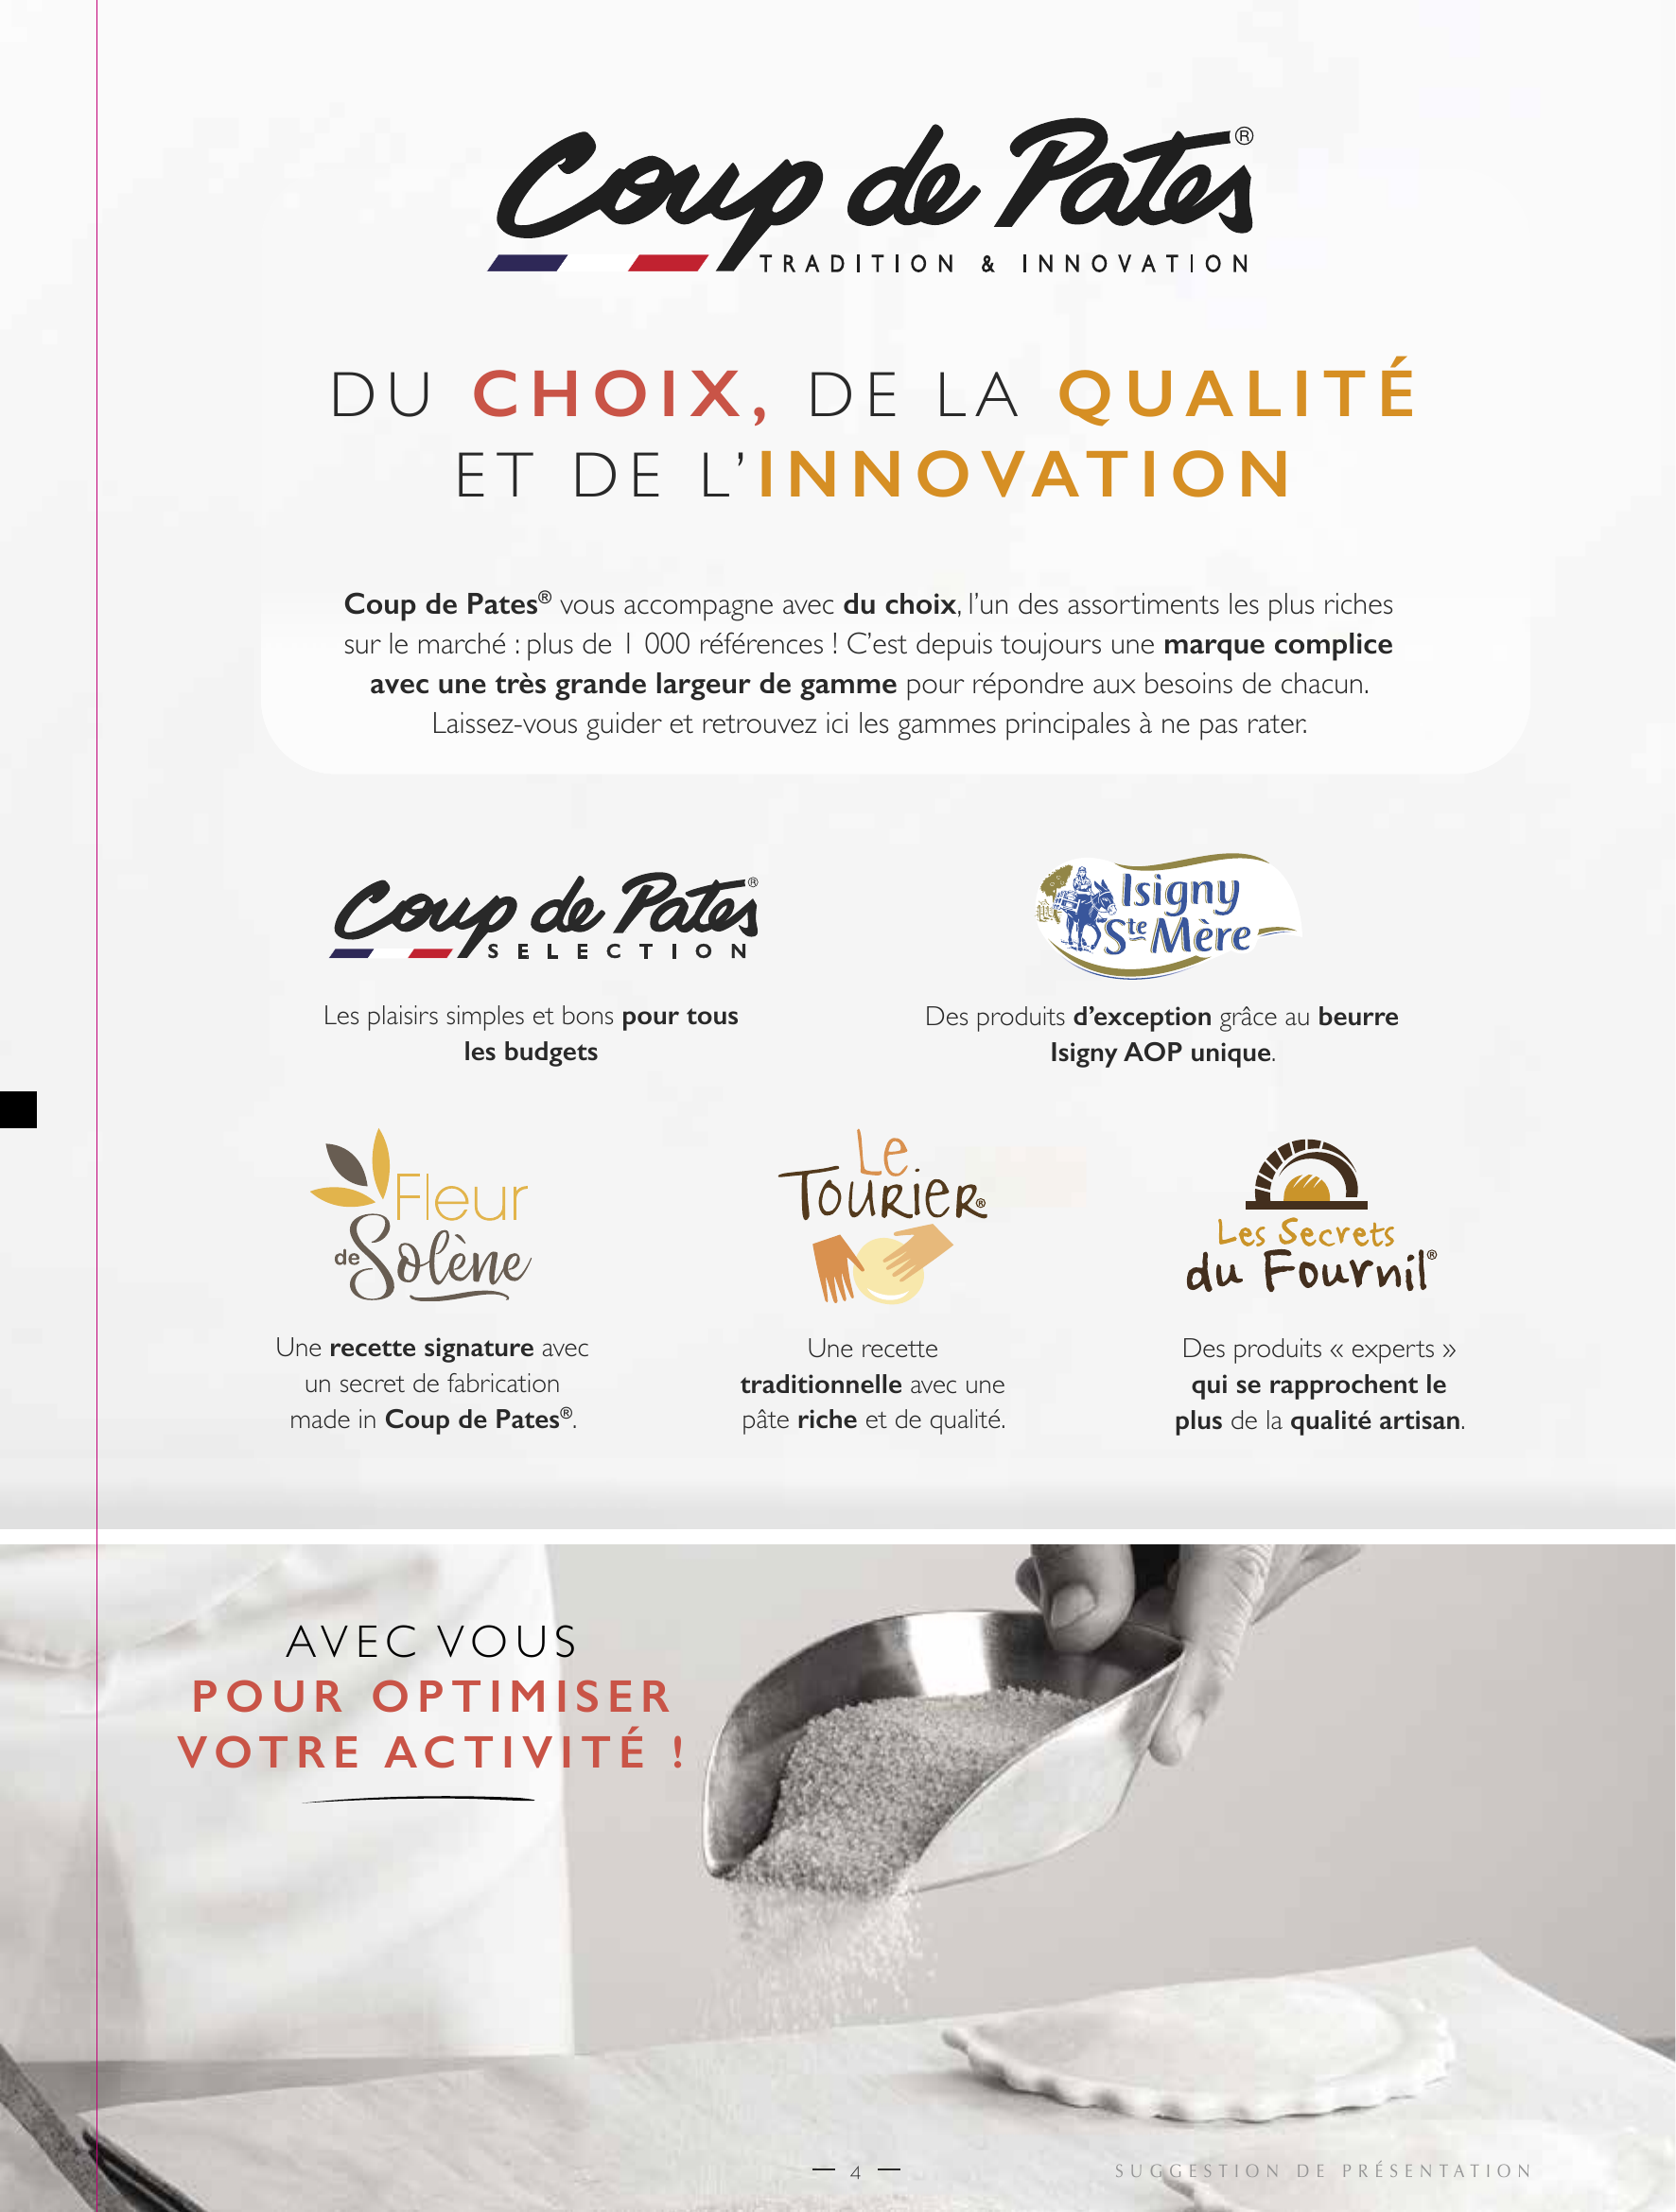 Coup de Pates®
TRADITION & INNOVATION
DU CHOIX, DE LA QUALITÉ
ET DE L’INNOVATION
Coup de Pates® vous accompagne avec du choix, l’un des assortiments les plus riches
sur le marché : plus de 1 000 références ! C’est depuis toujours une marque complice
avec une très grande largeur de gamme pour répondre aux besoins de chacun.
Laissez-vous guider et retrouvez ici les gammes principales à ne pas rater.
Coup de Pates®
SELECTION
Les plaisirs simples et bons pour tous
les budgets
Isigny
Ste Mère
Des produits d’exception grâce au beurre
Isigny AOP unique.
Fleur
de Solène
Une recette signature avec
un secret de fabrication
made in Coup de Pates®.
Le
Tourier®
Une recette
traditionnelle avec une
pâte riche et de qualité.
Les Secrets
du Fournil®
Des produits « experts »
qui se rapprochent le
plus de la qualité artisan.
AVEC VOUS
POUR OPTIMISER
VOTRE ACTIVITÉ !
4
SUGGESTION DE PRÉSENTATION